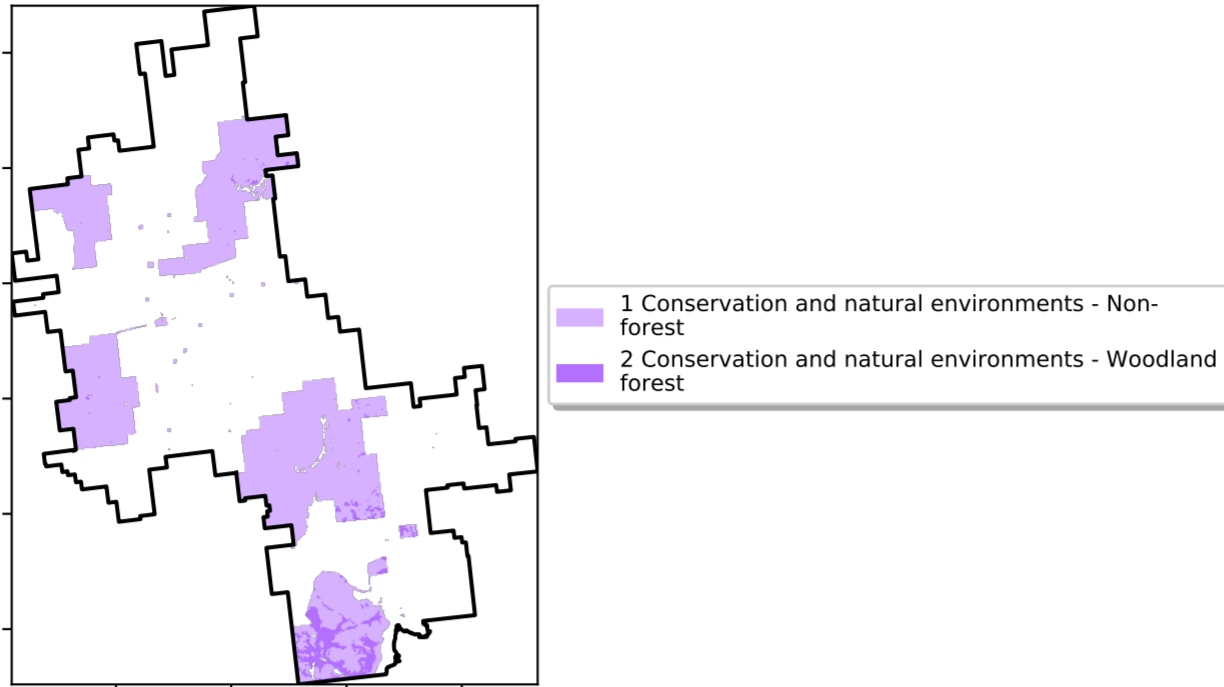 1 Conservation and natural environments - Non-
forest
2 Conservation and natural environments - Woodland
forest